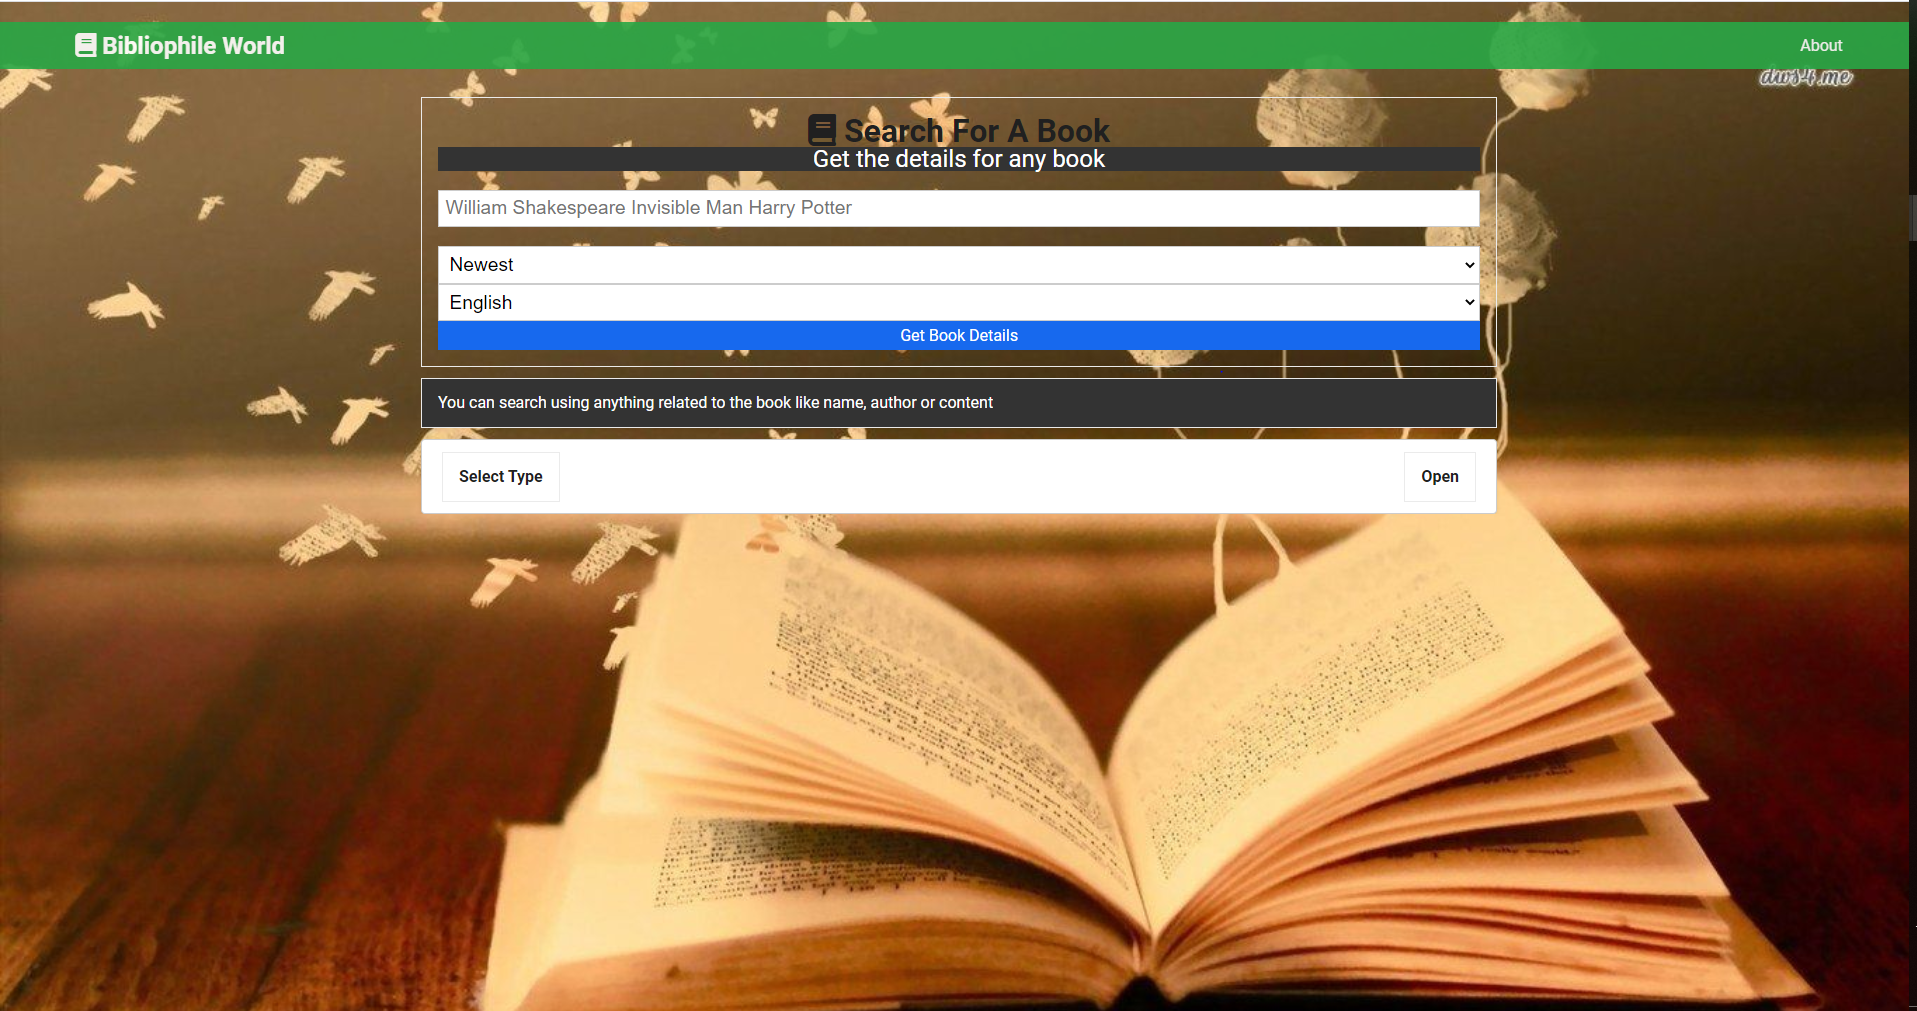 Bibliophile World
About
dws4.me
Search For A Book
Get the details for any book
William Shakespeare Invisible Man Harry Potter
Newest
English
Get Book Details
You can search using anything related to the book like name, author or content
Select Type
Open